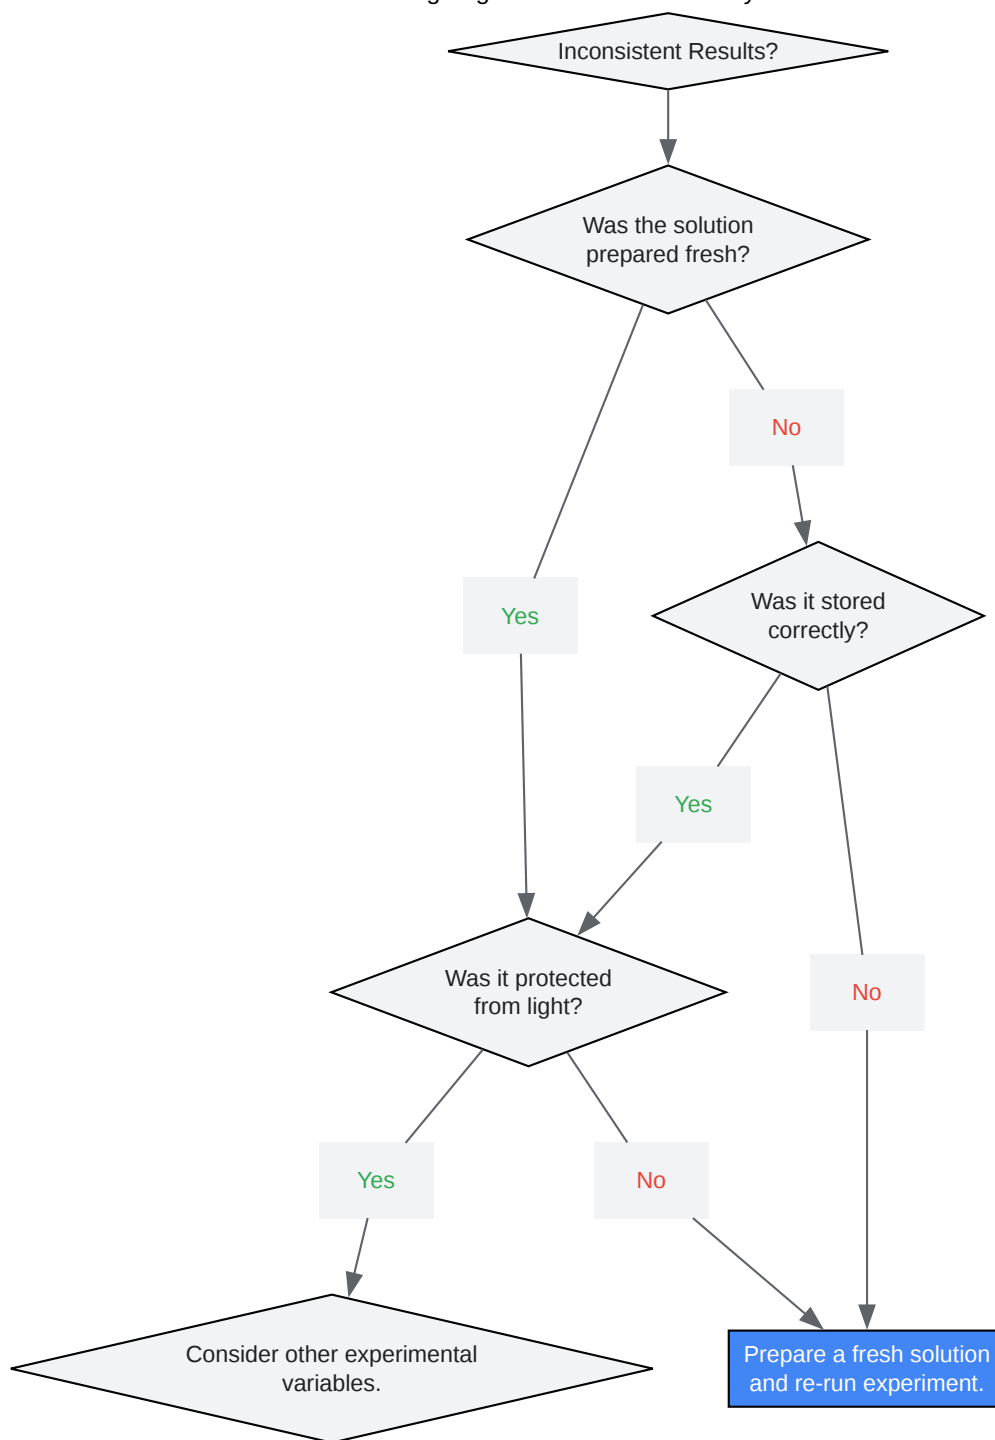 Inconsistent Results?
Was the solution
prepared fresh?
No
Yes
Was it stored
correctly?
Yes
No
Was it protected
from light?
Yes
No
Consider other experimental
variables.
Prepare a fresh solution
and re-run experiment.